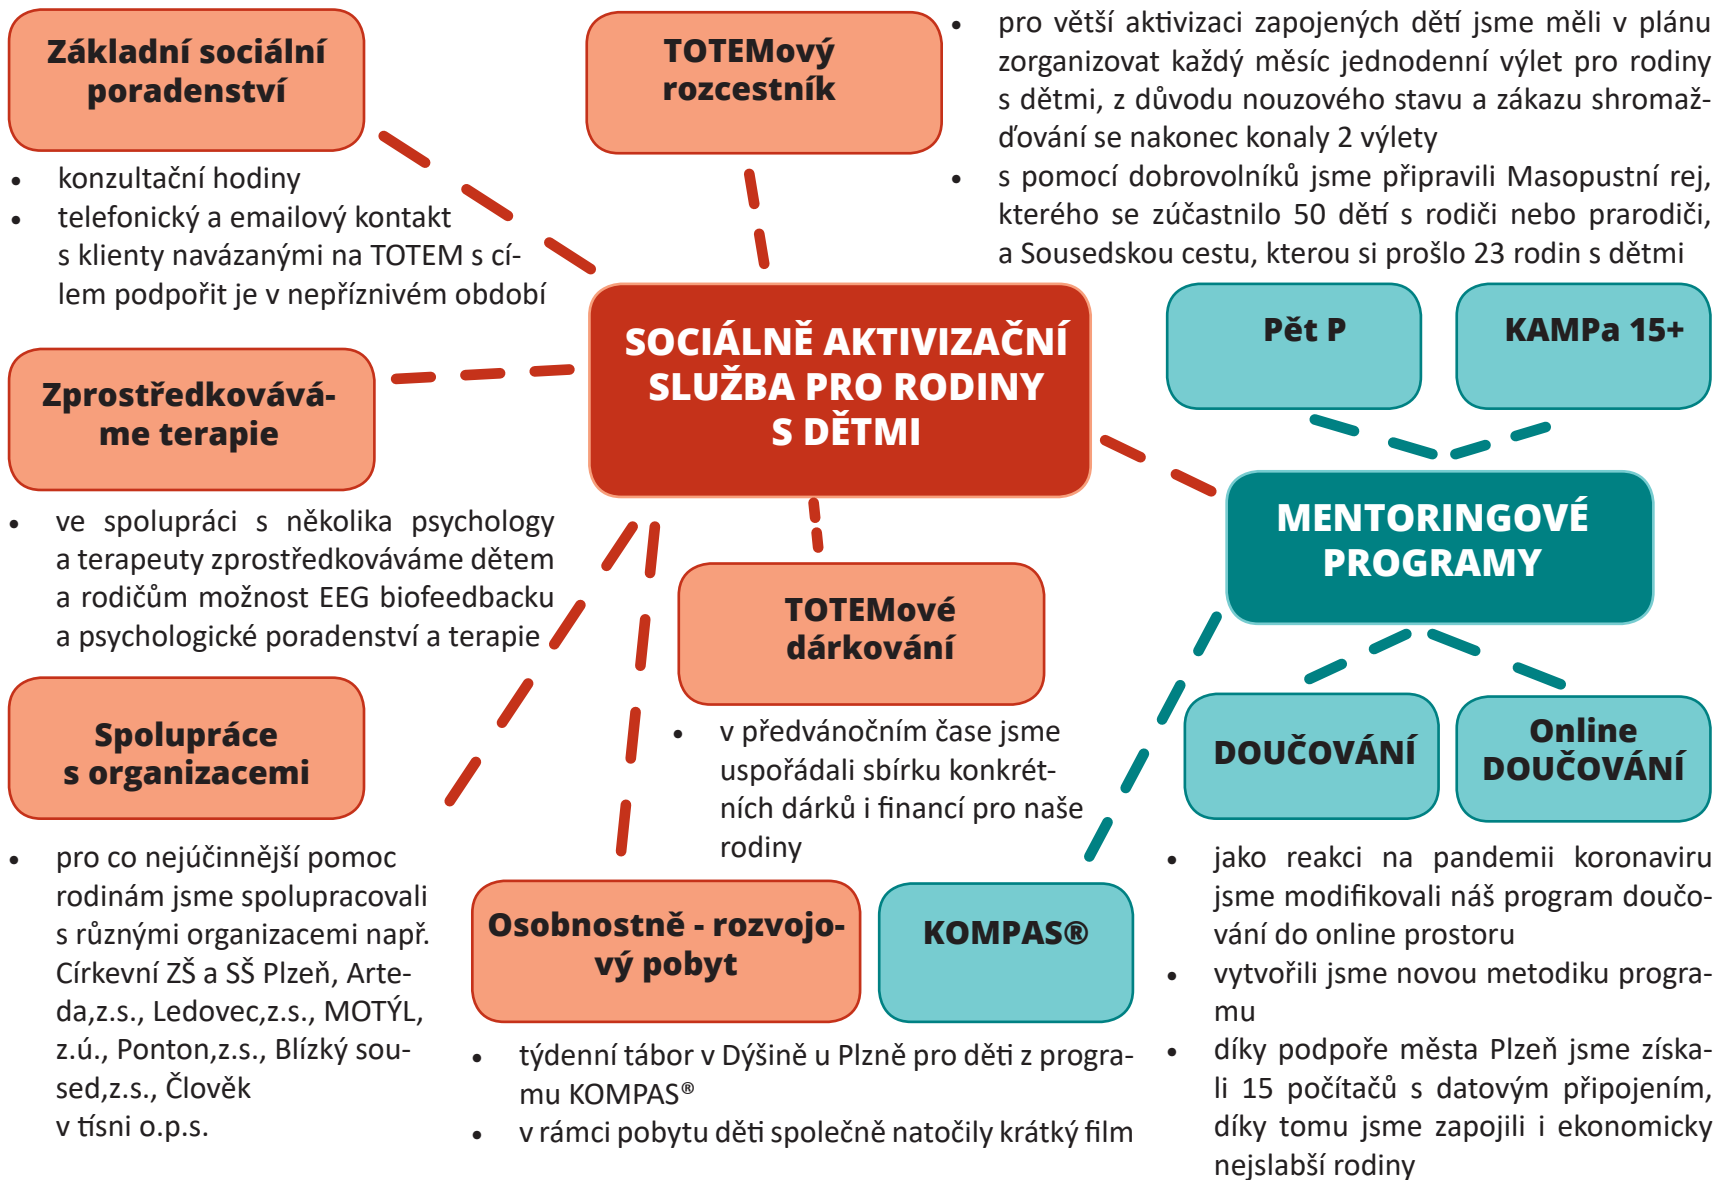 Základní sociální
poradenství
• konzultační hodiny
• telefonický a emailový kontakt
s klienty navázanými na TOTEM s cí-
lem podpořit je v nepříznivém období
TOTEMový
rozcestník
• pro větší aktivizaci zapojených dětí jsme měli v plánu
zorganizovat každý měsíc jednodenní výlet pro rodiny
s dětmi, z důvodu nouzového stavu a zákazu shromaž-
ďování se nakonec konaly 2 výlety
• s pomocí dobrovolníků jsme připravili Masopustní rej,
kterého se zúčastnilo 50 dětí s rodiči nebo prarodiči,
a Sousedskou cestu, kterou si prošlo 23 rodin s dětmi
SOCIÁLNĚ AKTIVIZAČNÍ
SLUŽBA PRO RODINY
S DĚTMI
Pět P
KAMPa 15+
Zprostředkovává-
me terapie
• ve spolupráci s několika psychology
a terapeuty zprostředkováváme dětem
a rodičům možnost EEG biofeedbacku
a psychologické poradenství a terapie
MENTORINGOVÉ
PROGRAMY
TOTEMové
dárkování
• v předvánočním čase jsme
uspořádali sbírku konkrét-
ních dárků i financí pro naše
rodiny
Spolupráce
s organizacemi
• pro co nejúčinnější pomoc
rodinám jsme spolupracovali
s různými organizacemi např.
Církevní ZŠ a SŠ Plzeň, Arte-
da,z.s., Ledovec,z.s., MOTÝL,
z.ú., Ponton,z.s., Blízký sou-
sed,z.s., Člověk
v tísni o.p.s.
DOUČOVÁNÍ
Online
DOUČOVÁNÍ
• jako reakci na pandemii koronaviru
jsme modifikovali náš program doučo-
vání do online prostoru
• vytvořili jsme novou metodiku progra-
mu
• díky podpoře města Plzeň jsme získa-
li 15 počítačů s datovým připojením,
díky tomu jsme zapojili i ekonomicky
nejslabší rodiny
Osobnostně - rozvojo-
vý pobyt
KOMPAS®
• týdenní tábor v Dýšině u Plzně pro děti z progra-
mu KOMPAS®
• v rámci pobytu děti společně natočily krátký film